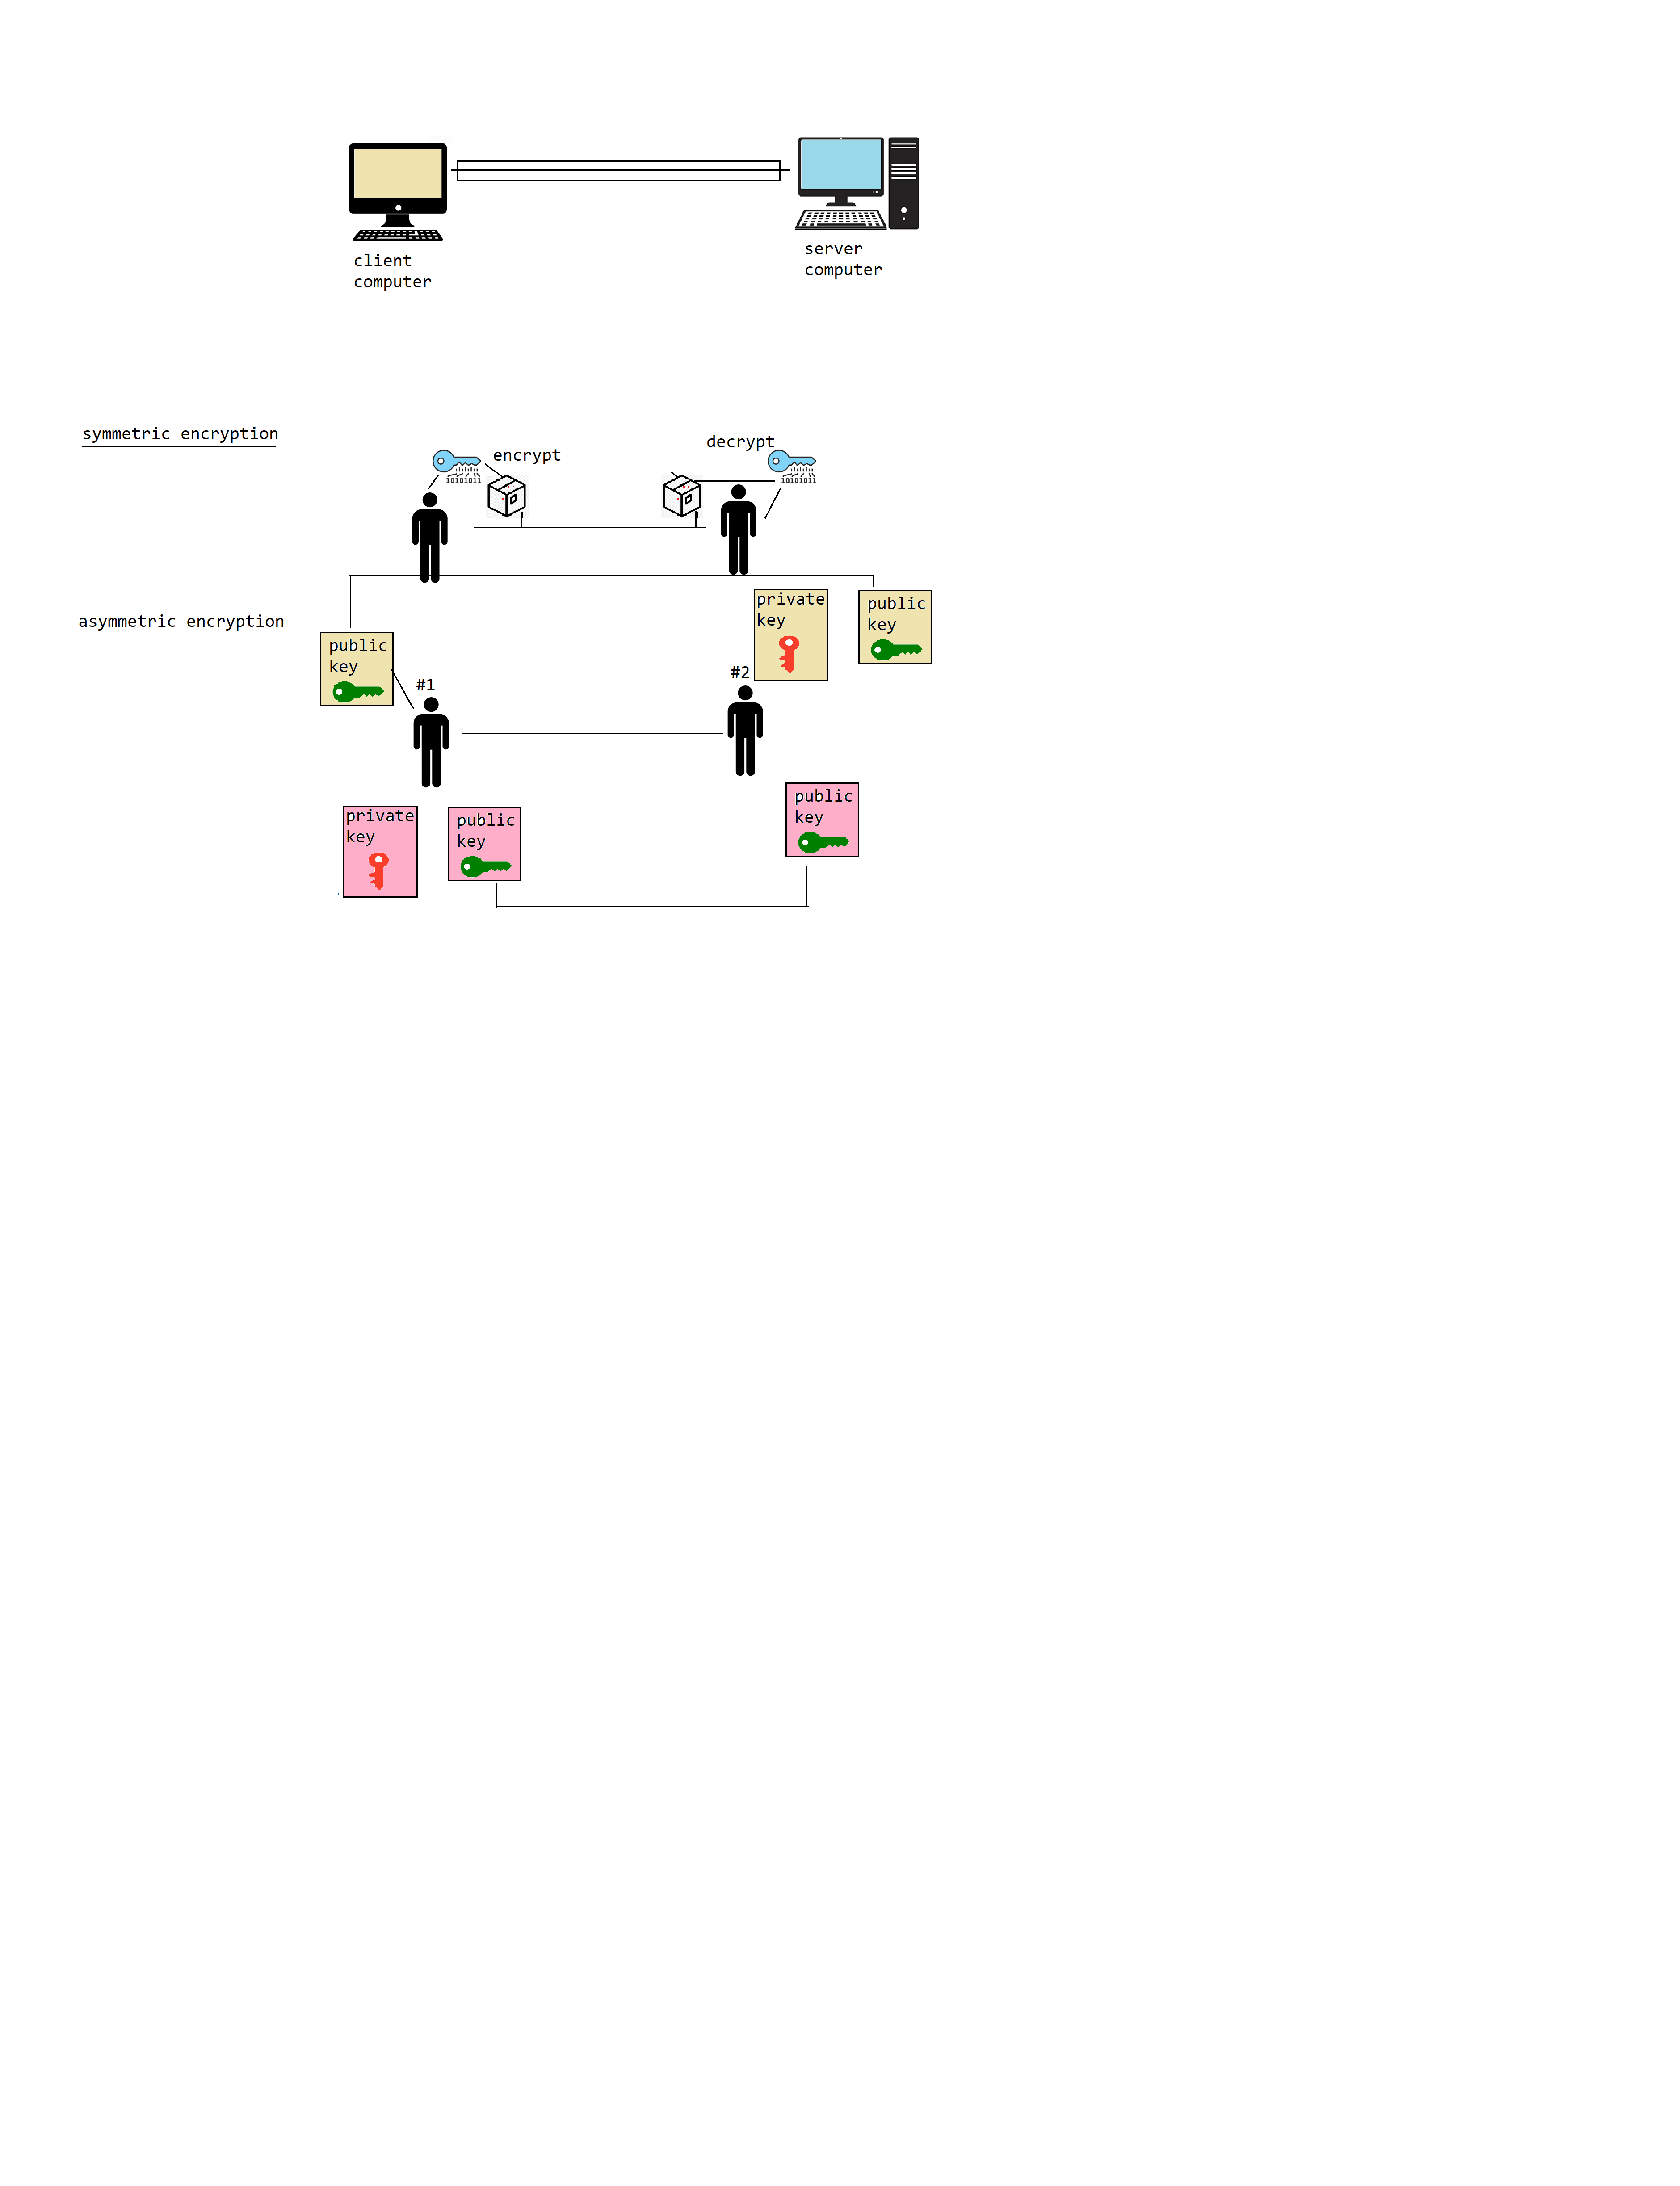 client
computer
server
computer
symmetric encryption
encrypt
decrypt
10101011
10101011
asymmetric encryption
private
key
public
key
public
key
#1
#2
public
key
private
key
public
key